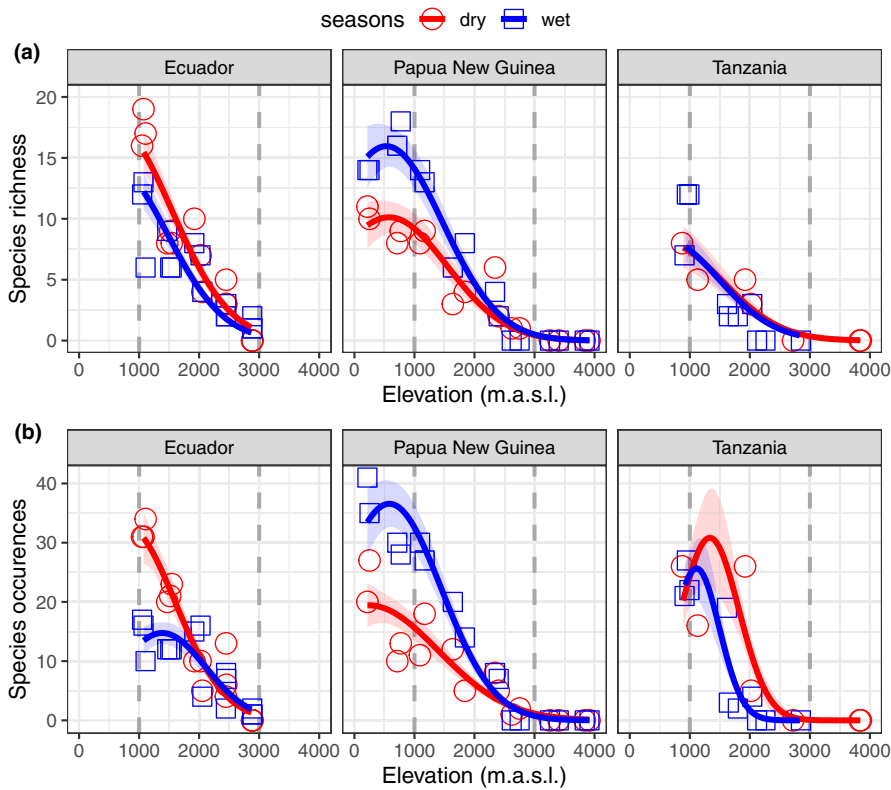 seasons dry wet
(a)
Ecuador Papua New Guinea Tanzania
Species richness
20
15
10
5
0
0 1000 2000 3000 4000 0 1000 2000 3000 4000 0 1000 2000 3000 4000
Elevation (m.a.s.l.)
(b)
Ecuador Papua New Guinea Tanzania
Species occurences
40
30
20
10
0
0 1000 2000 3000 4000 0 1000 2000 3000 4000 0 1000 2000 3000 4000
Elevation (m.a.s.l.)